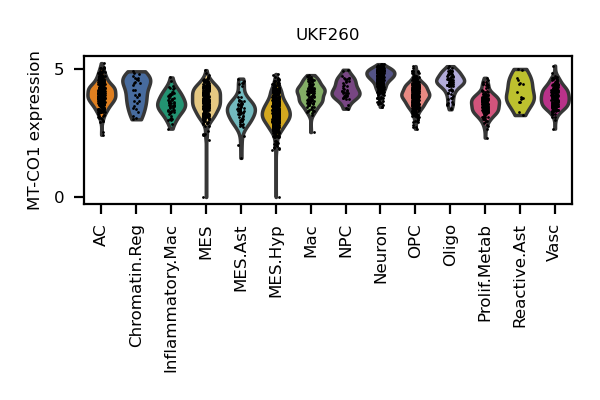 UKF260
MT-CO1 expression
5
0
AC
Chromatin.Reg
Inflammatory.Mac
MES
MES.Ast
MES.Hyp
Mac
NPC
Neuron
OPC
Oligo
Prolif.Metab
Reactive.Ast
Vasc